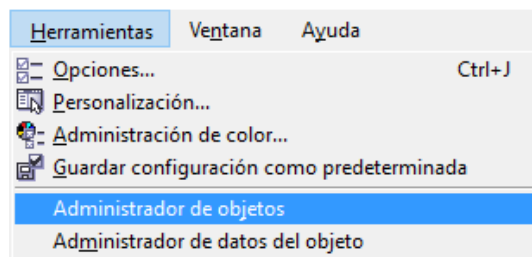 Herramientas Ventana Ayuda
Opciones... Ctrl+J
Personalización...
Administración de color...
Guardar configuración como predeterminada
Administrador de objetos
Administrador de datos del objeto